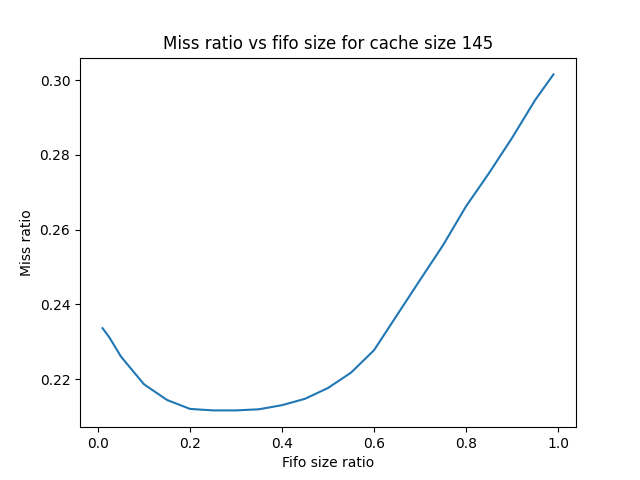 Miss ratio vs fifo size for cache size 145
Miss ratio
0.30
0.28
0.26
0.24
0.22
0.0 0.2 0.4 0.6 0.8 1.0
Fifo size ratio